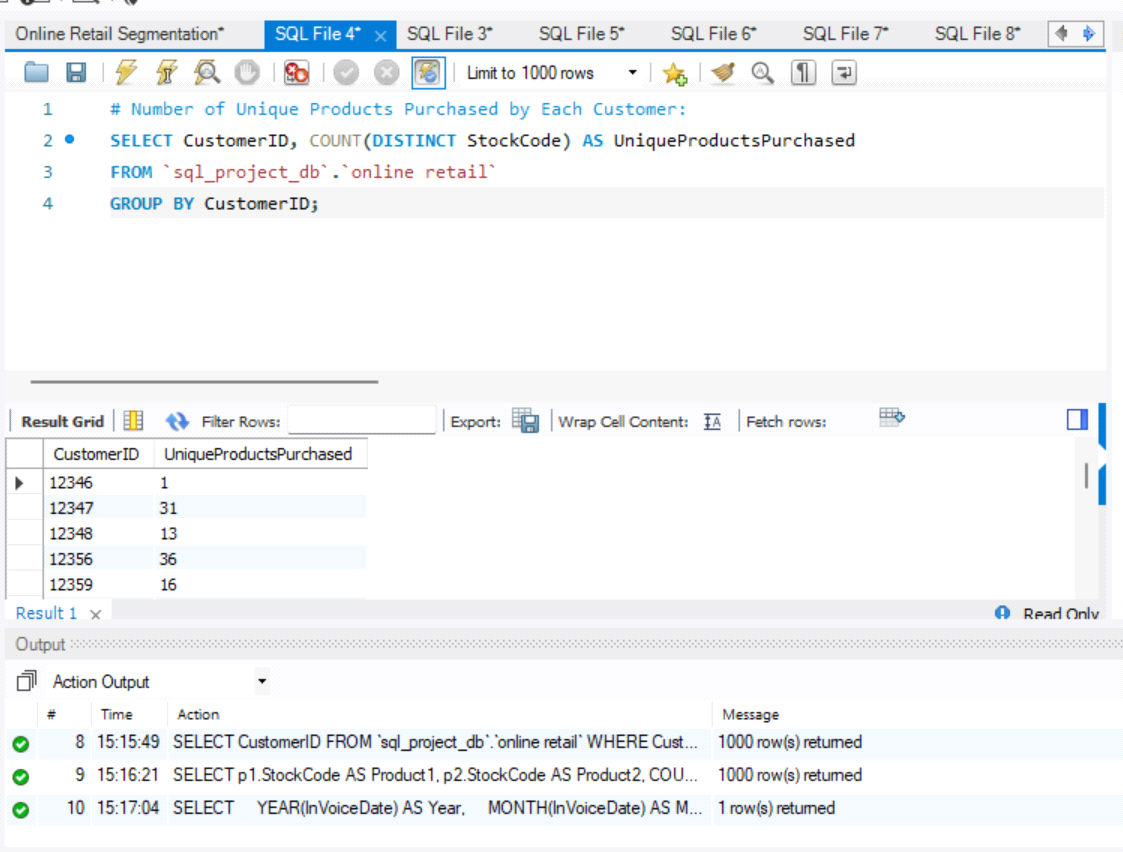 Online Retail Segmentation* SQL File 4* × SQL File 3* SQL File 5* SQL File 6* SQL File 7* SQL File 8*
Limit to 1000 rows
1 # Number of Unique Products Purchased by Each Customer:
2 SELECT CustomerID, COUNT(DISTINCT StockCode) AS UniqueProductsPurchased
3 FROM `sql_project_db`.`online retail`
4 GROUP BY CustomerID;
Result Grid Filter Rows: Export: Wrap Cell Content: Fetch rows:
CustomerID UniqueProductsPurchased
12346 1
12347 31
12348 13
12356 36
12359 16
Result 1 × Read Only
Output
Action Output
# Time Action Message
8 15:15:49 SELECT CustomerID FROM `sql_project_db`.`online retail` WHERE Cust... 1000 row(s) returned
9 15:16:21 SELECT p1.StockCode AS Product1, p2.StockCode AS Product2, COU... 1000 row(s) returned
10 15:17:04 SELECT YEAR(InVoiceDate) AS Year, MONTH(InVoiceDate) AS M... 1 row(s) returned